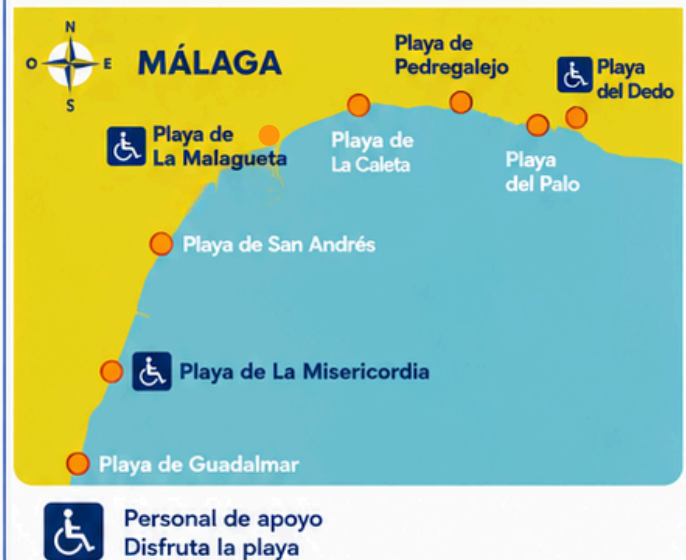 N
O
E
S
MÁLAGA
Playa de
Pedregalejo
Playa
del Dedo
Playa de
La Malagueta
Playa de
La Caleta
Playa
del Palo
Playa de San Andrés
Playa de La Misericordia
Playa de Guadalmar
Personal de apoyo
Disfruta la playa